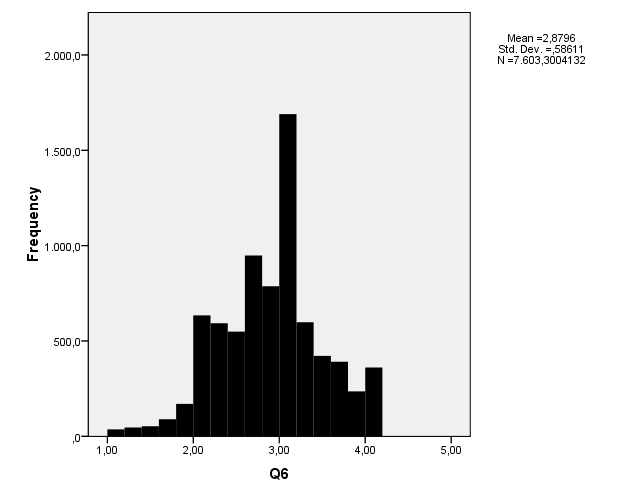 Mean =2,8796
Std. Dev. =,58611
N =7.603,3004132
2.000,0
1.500,0
1.000,0
500,0
,0
Frequency
1,00 2,00 3,00 4,00 5,00
Q6